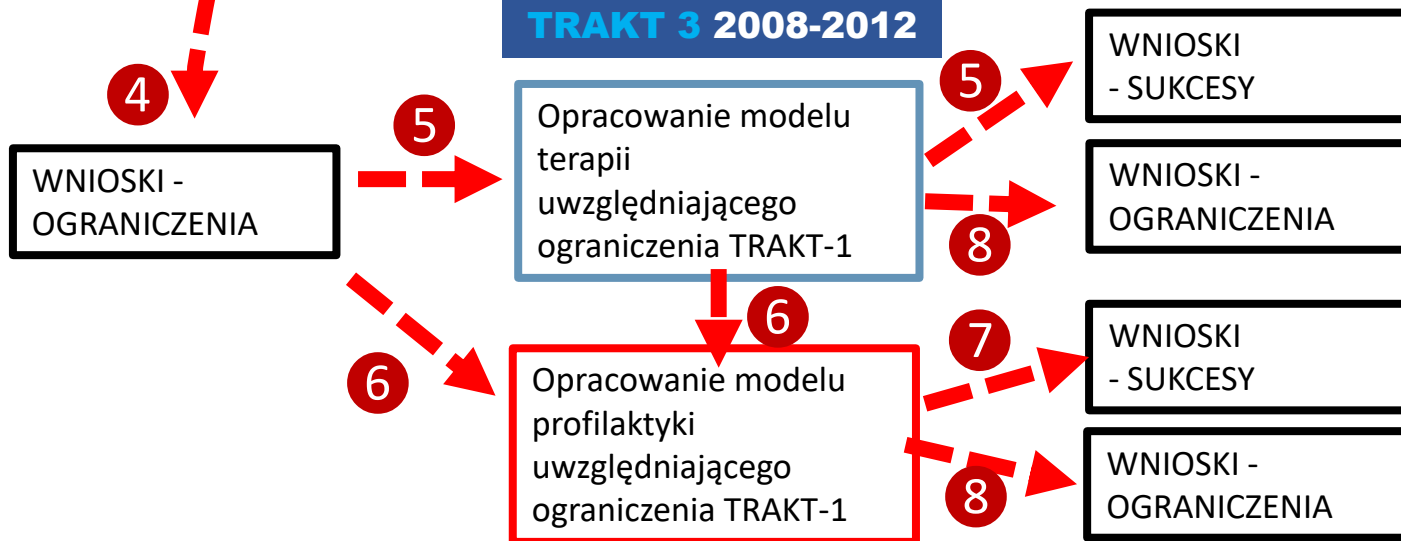 TRAKT 3 2008-2012
4
WNIOSKI -
OGRANICZENIA
5
6
Opracowanie modelu
terapii
uwzględniającego
ograniczenia TRAKT-1
5
WNIOSKI
- SUKCESY
8
WNIOSKI -
OGRANICZENIA
6
Opracowanie modelu
profilaktyki
uwzględniającego
ograniczenia TRAKT-1
7
WNIOSKI
- SUKCESY
8
WNIOSKI -
OGRANICZENIA